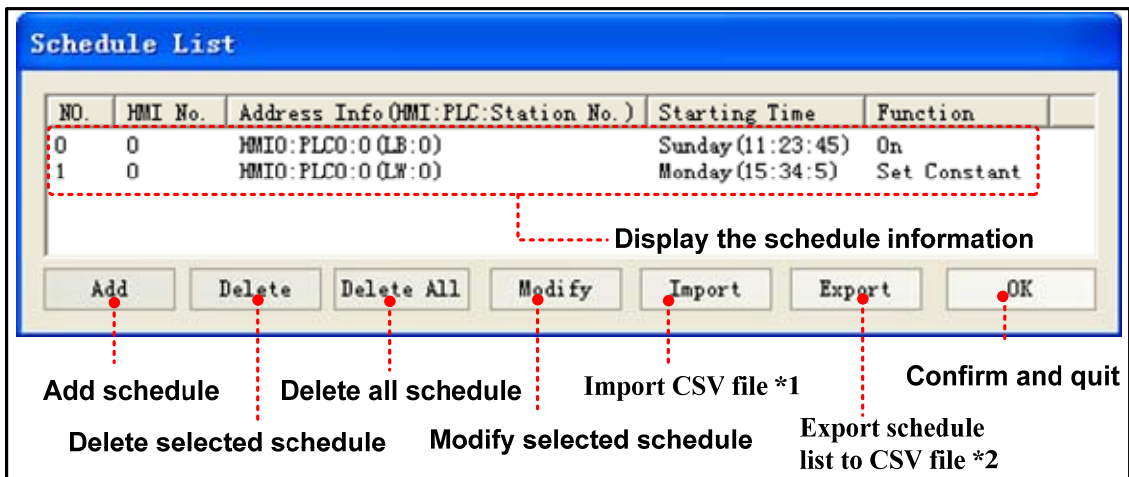 Schedule List
NO. HMI No. Address Info(HMI:PLC:Station No.) Starting Time Function
0 0 HMI0:PLC0:0(LB:0) Sunday(11:23:45) On
1 0 HMI0:PLC0:0(LW:0) Monday(15:34:5) Set Constant
Display the schedule information
Add Delete Delete All Modify Import Export OK
Add schedule Delete all schedule Import CSV file *1 Confirm and quit
Delete selected schedule Modify selected schedule Export schedule
list to CSV file *2